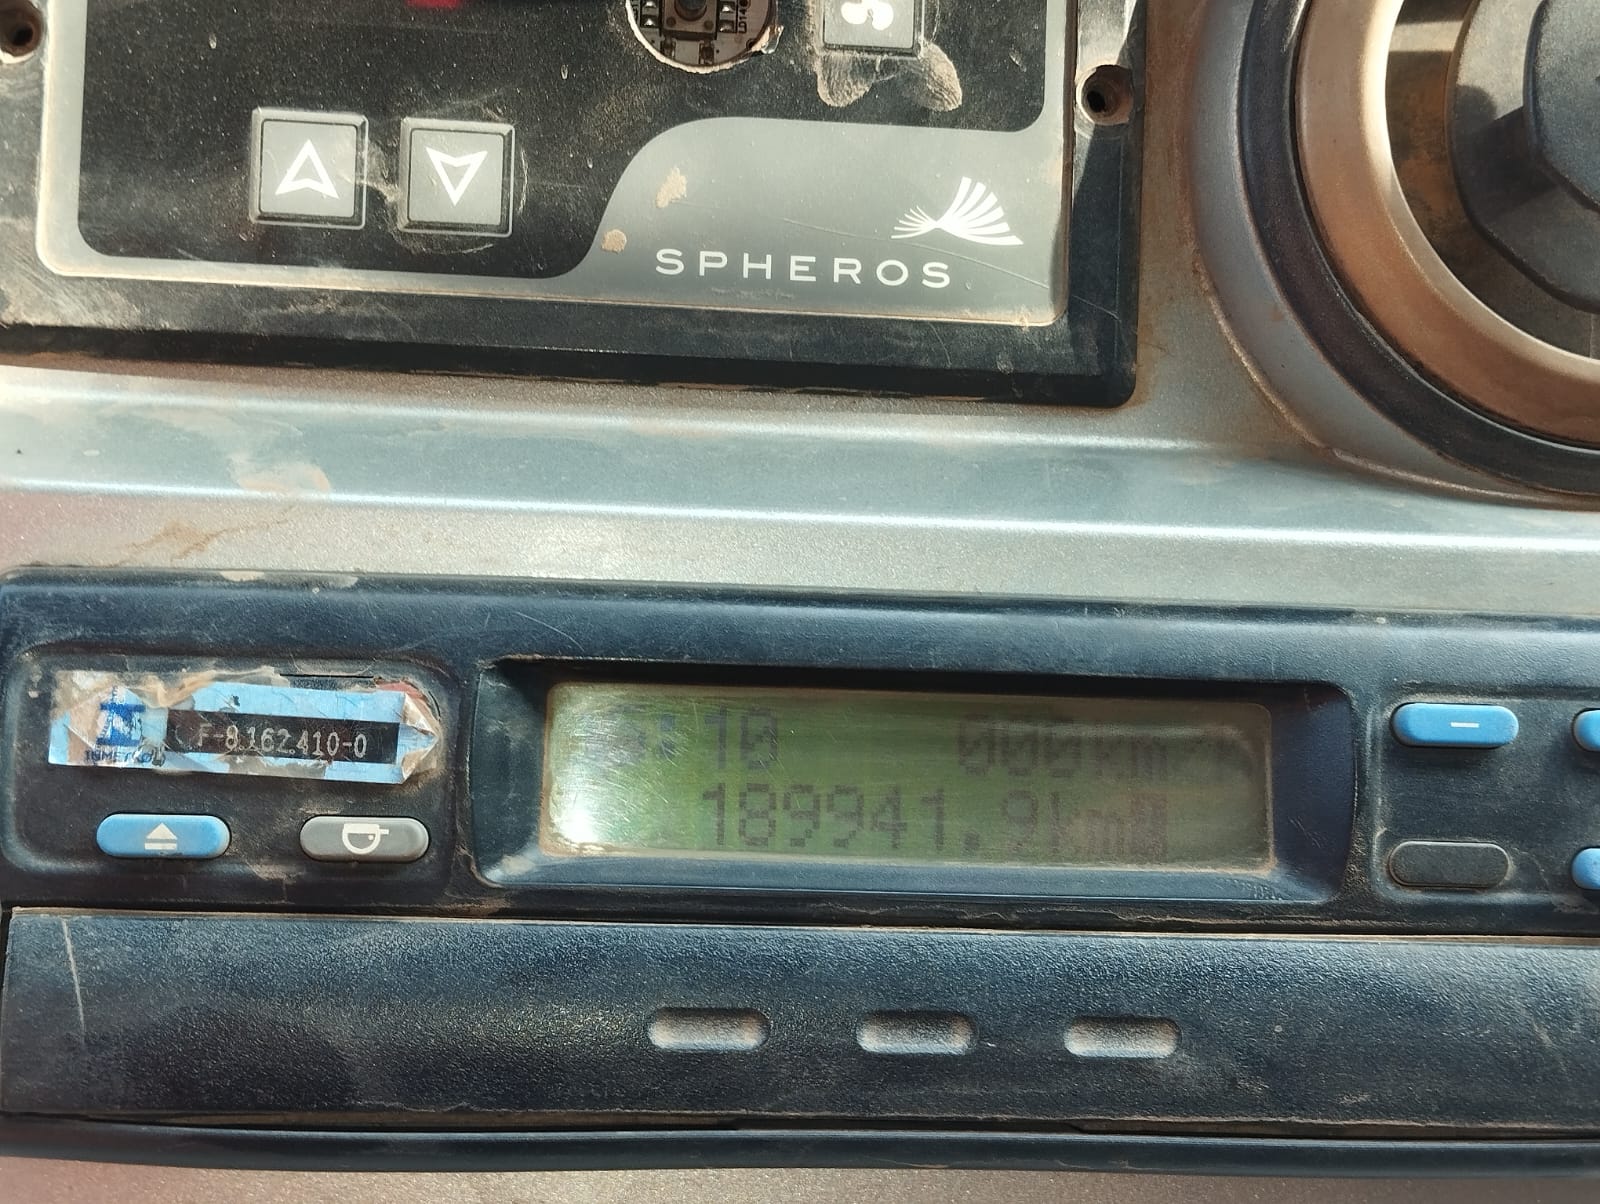 SPHEROS
F-8.162.410-0
:10 000km/h
189941.9km